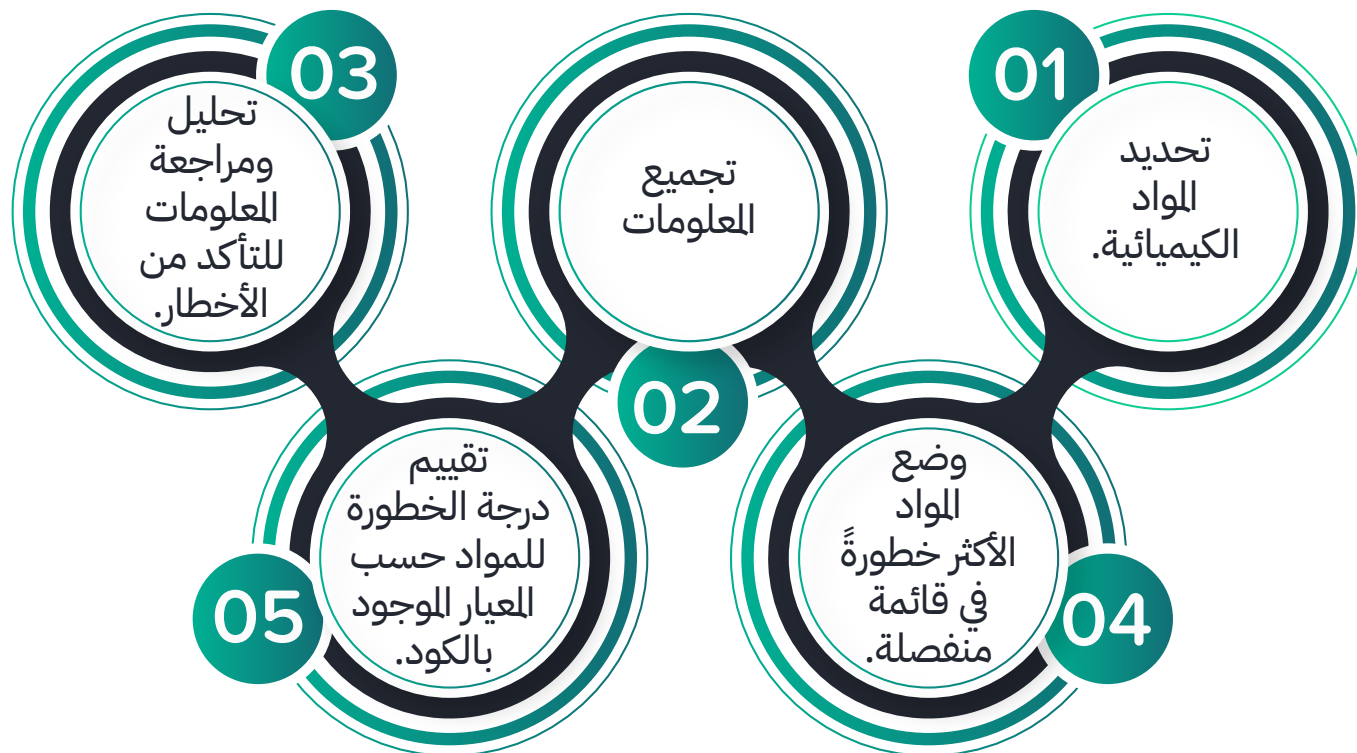 01
تحديد
المواد
الكيميائية.
02
تجميع
المعلومات
03
تحليل
ومراجعة
المعلومات
للتأكد من
الأخطار.
04
وضع
المواد
الأكثر خطورةً
في قائمة
منفصلة.
05
تقييم
درجة الخطورة
للمواد حسب
المعيار الموجود
بالكود.